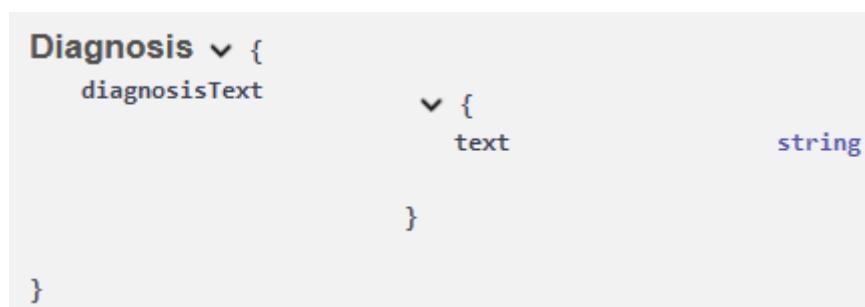 Diagnosis {
diagnosisText
{
text string
}
}